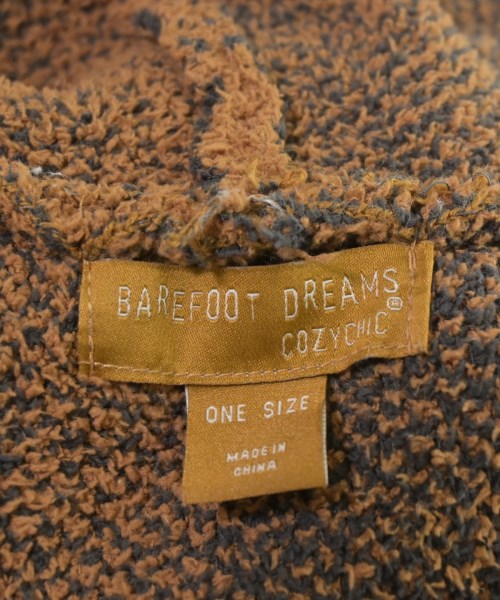 BAREFOOT DREAMS
COZYCHIC®
ONE SIZE
MADE IN
CHINA